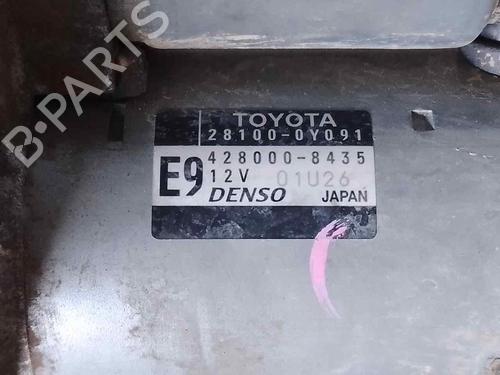 B-PARTS
TOYOTA
28100-0Y091
E9 428000-8435
12V 01U26
DENSO JAPAN